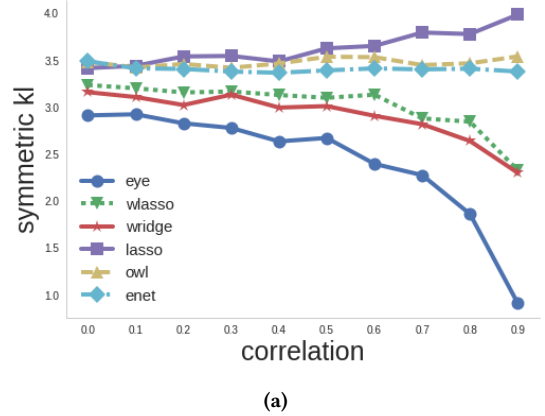 4.0
3.5
3.0
2.5
2.0
1.5
1.0
symmetric kl
eye
wlasso
wridge
lasso
owl
enet
0.0 0.1 0.2 0.3 0.4 0.5 0.6 0.7 0.8 0.9
correlation
(a)